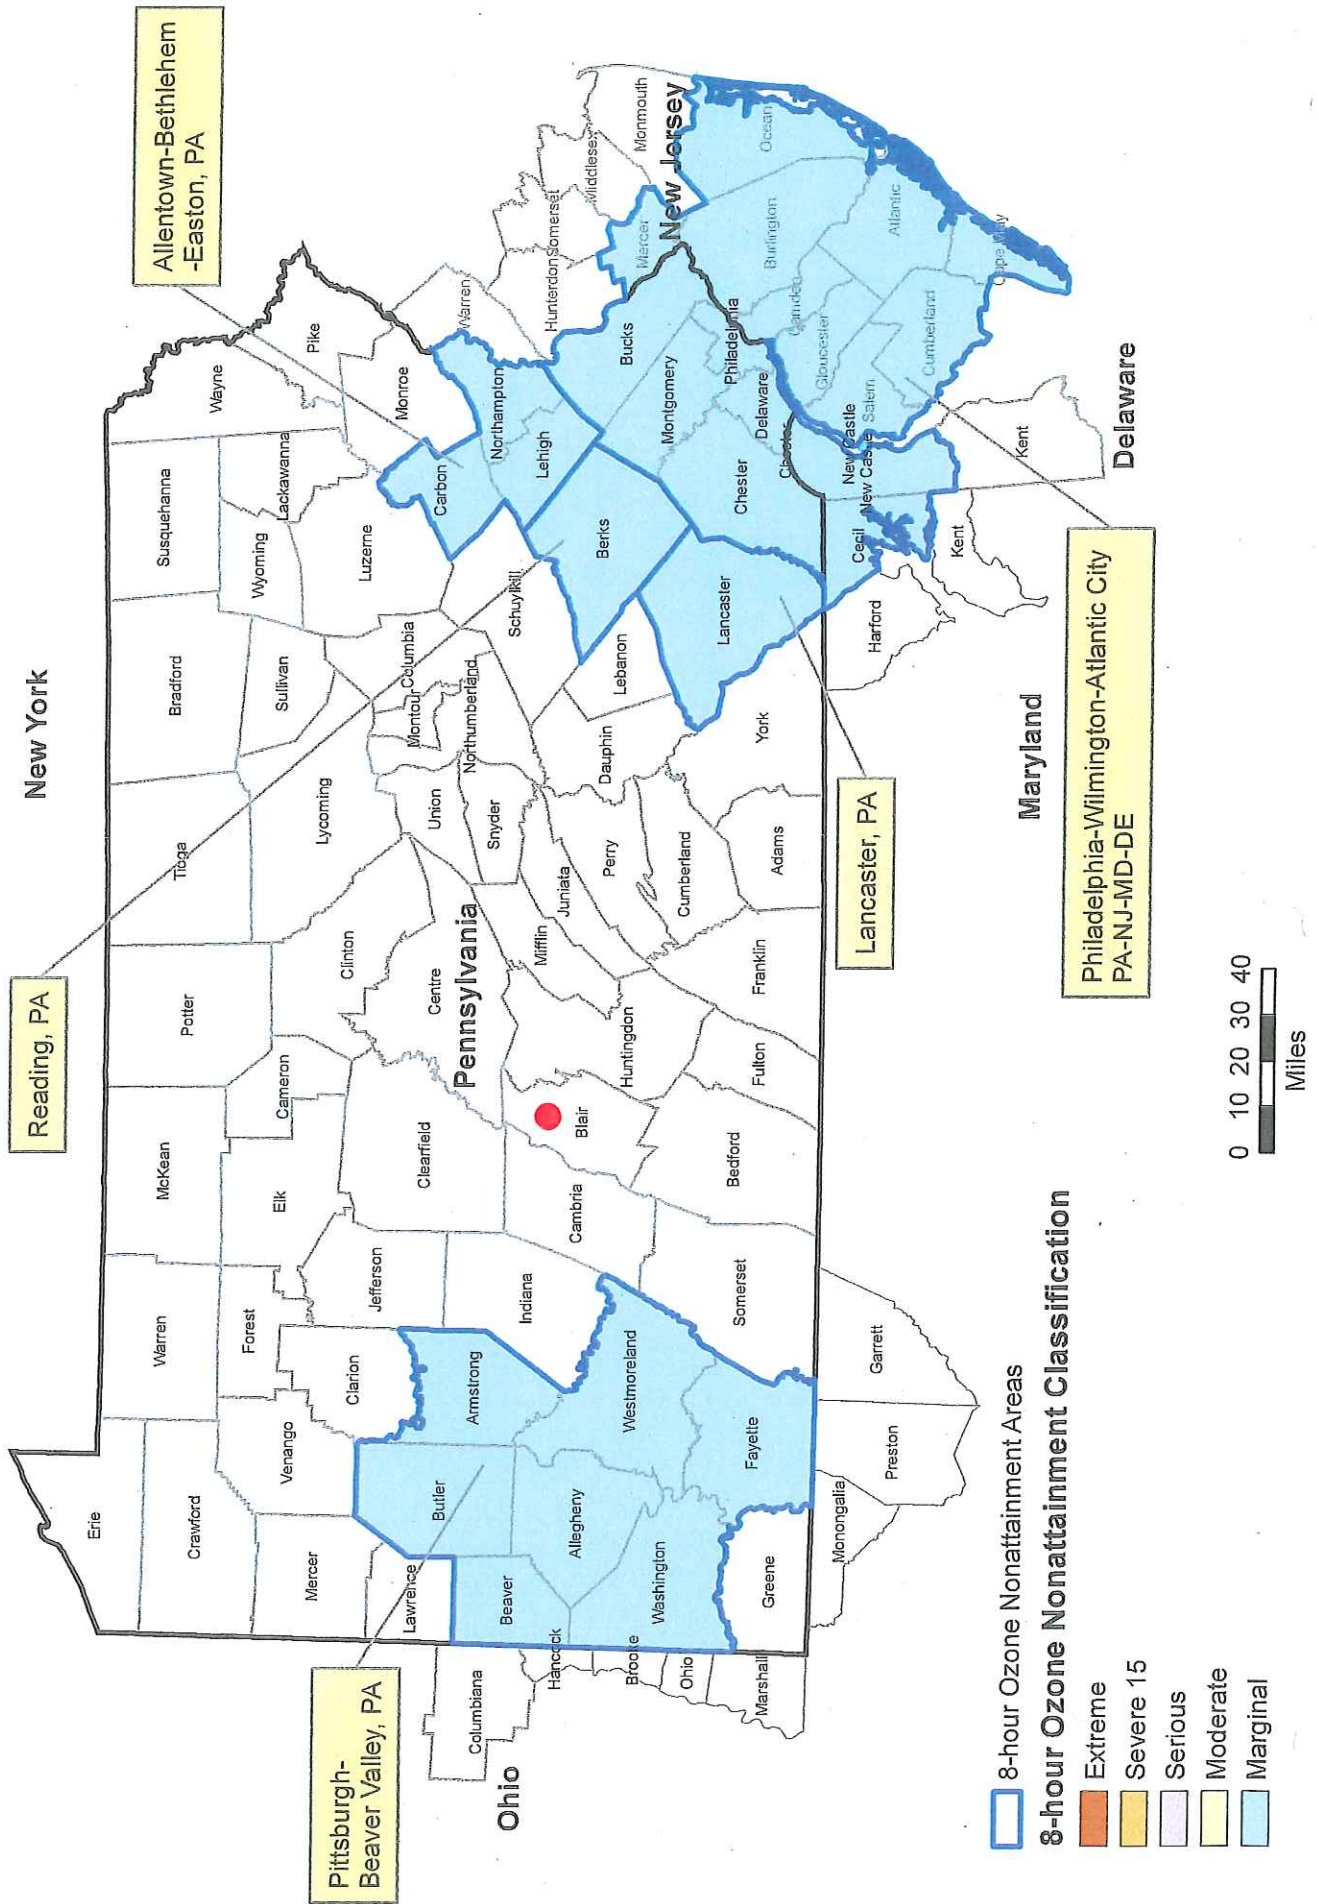 New York
Reading, PA
Allentown-Bethlehem
-Easton, PA
Pittsburgh-
Beaver Valley, PA
Lancaster, PA
Philadelphia-Wilmington-Atlantic City
PA-NJ-MD-DE
Ohio
Pennsylvania
New Jersey
Maryland
Delaware
Erie
Crawford
Mercer
Lawrence
Venango
Warren
Forest
Clarion
McKean
Elk
Jefferson
Potter
Cameron
Clearfield
Clinton
Centre
Tioga
Lycoming
Bradford
Sullivan
Susquehanna
Wyoming
Lackawanna
Luzerne
Wayne
Pike
Monroe
Carbon
Northampton
Lehigh
Columbia
Montour
Northumberland
Union
Snyder
Schuylkill
Berks
Lebanon
Dauphin
Lancaster
York
Adams
Cumberland
Perry
Juniata
Mifflin
Huntingdon
Franklin
Fulton
Blair
Bedford
Cambria
Somerset
Indiana
Armstrong
Butler
Beaver
Allegheny
Westmoreland
Washington
Fayette
Greene
Bucks
Montgomery
Philadelphia
Delaware
Chester
Chester
New Castle
New Castle
Salem
Cecil
Kent
Kent
Harford
Warren
Hunterdon
Somerset
Middlesex
Monmouth
Mercer
Ocean
Burlington
Camden
Gloucester
Atlantic
Cumberland
Cape May
Columbiana
Hancock
Brooke
Ohio
Marshall
Monongalia
Preston
Garrett
8-hour Ozone Nonattainment Areas
8-hour Ozone Nonattainment Classification
Extreme
Severe 15
Serious
Moderate
Marginal
0 10 20 30 40
Miles